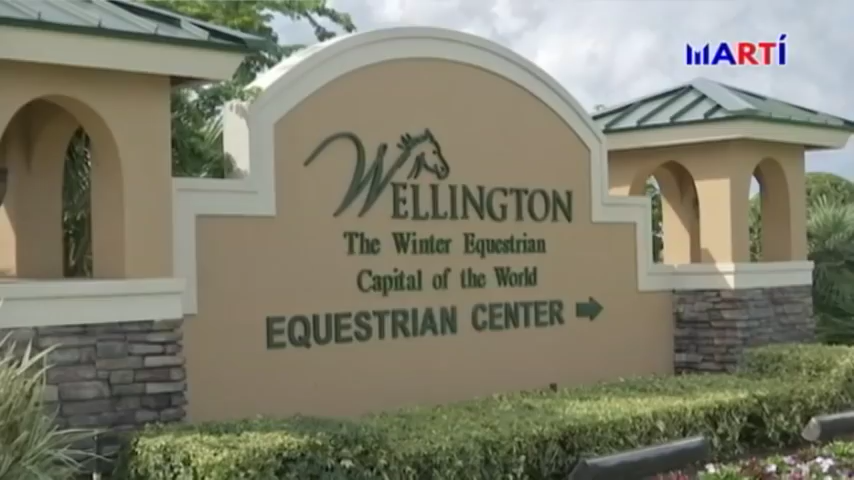 MARTÍ
WELLINGTON
The Winter Equestrian
Capital of the World
EQUESTRIAN CENTER